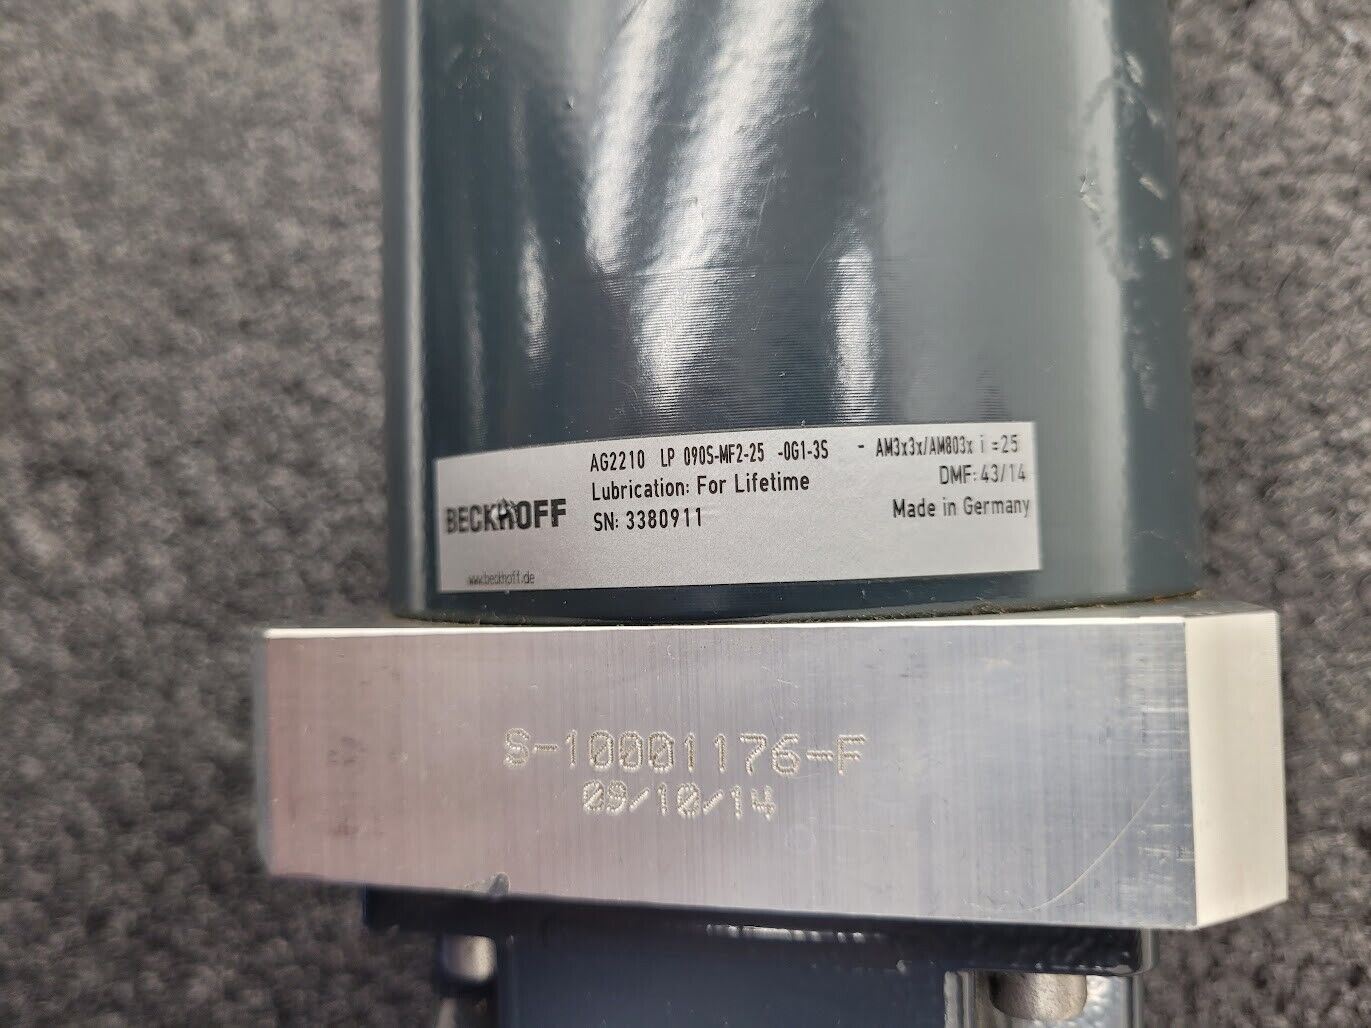 AG2210 LP 090S-MF2-25 -0G1-3S - AM3x3x/AM803x i =25
Lubrication: For Lifetime DMF: 43/14
BECKHOFF SN: 3380911 Made in Germany
www.beckhoff.de
S-10001176-F
09/10/14